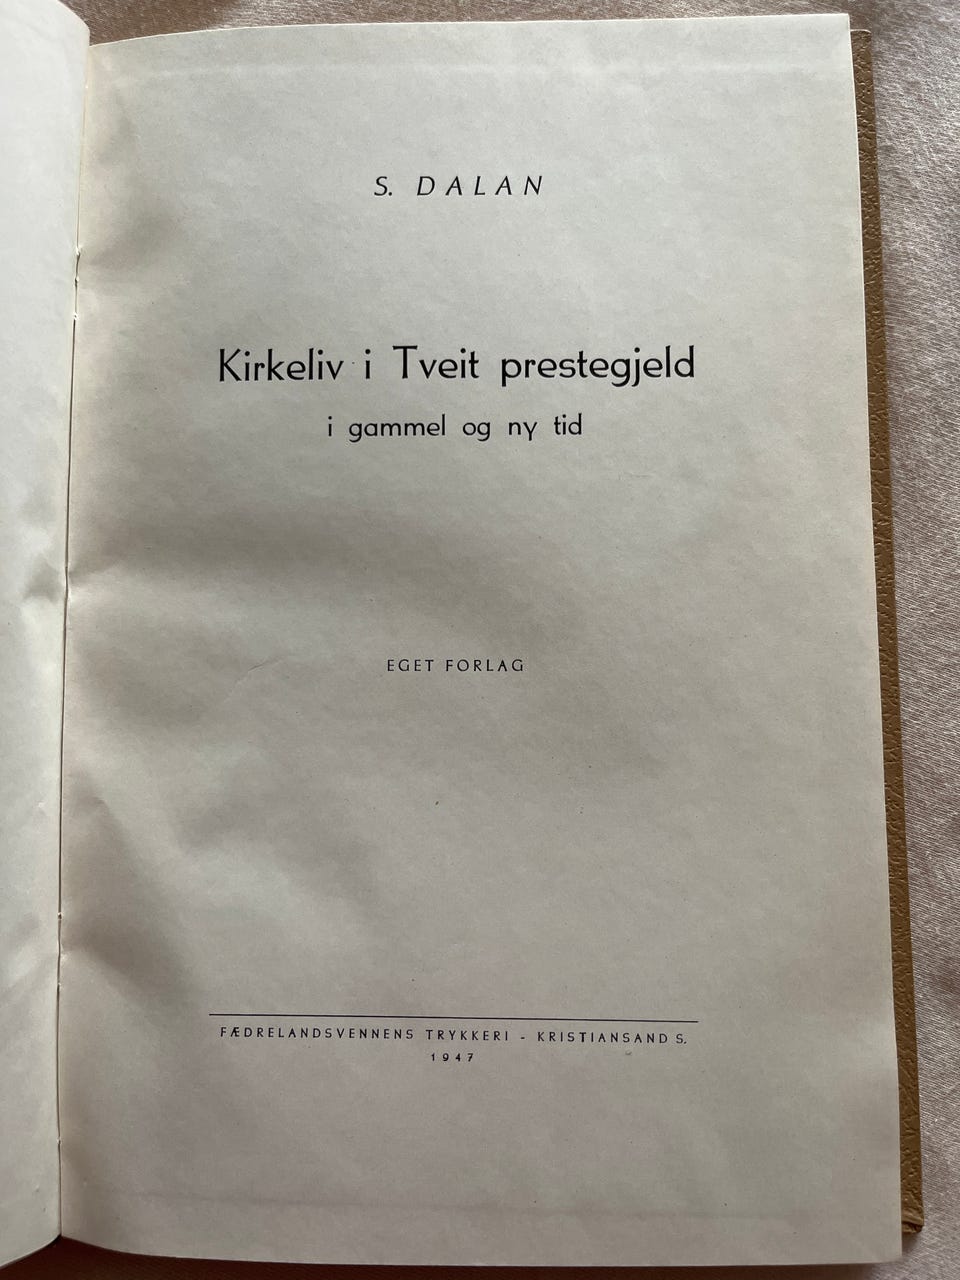 S. DALAN
Kirkeliv i Tveit prestegjeld
i gammel og ny tid
EGET FORLAG
FÆDRELANDSVENNENS TRYKKERI - KRISTIANSAND S.
1947